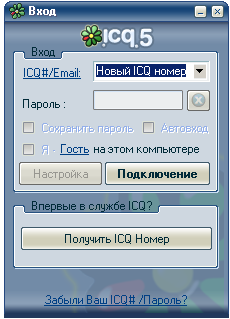 Вход
icq.5
Вход
ICQ#/Email:
Новый ICQ номер
Пароль :
Сохранить пароль
Автовход
Я Гость на этом компьютере
Настройка
Подключение
Впервые в службе ICQ?
Получить ICQ Номер
Забыли Ваш ICQ# /Пароль?